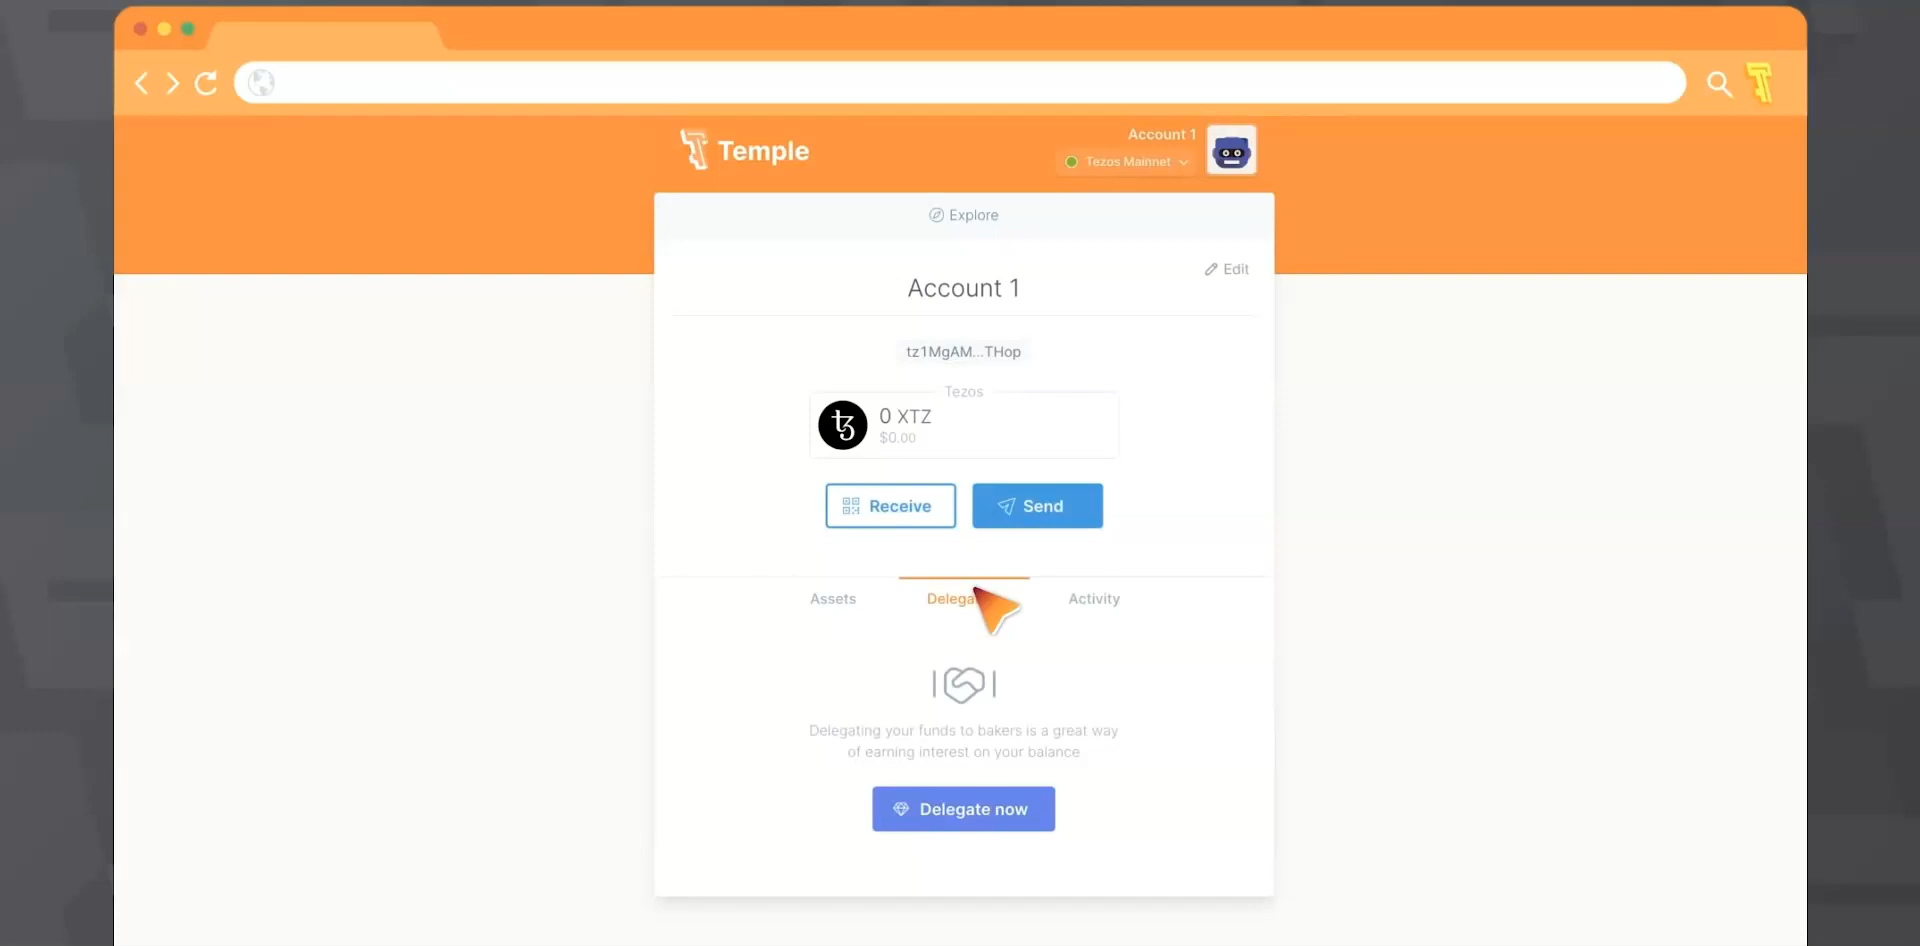 Temple
Account 1
Tezos Mainnet
Explore
Edit
Account 1
tz1MgAM...THop
Tezos
0 XTZ
$0.00
Receive
Send
Assets
Delega
Activity
Delegating your funds to bakers is a great way
of earning interest on your balance
Delegate now